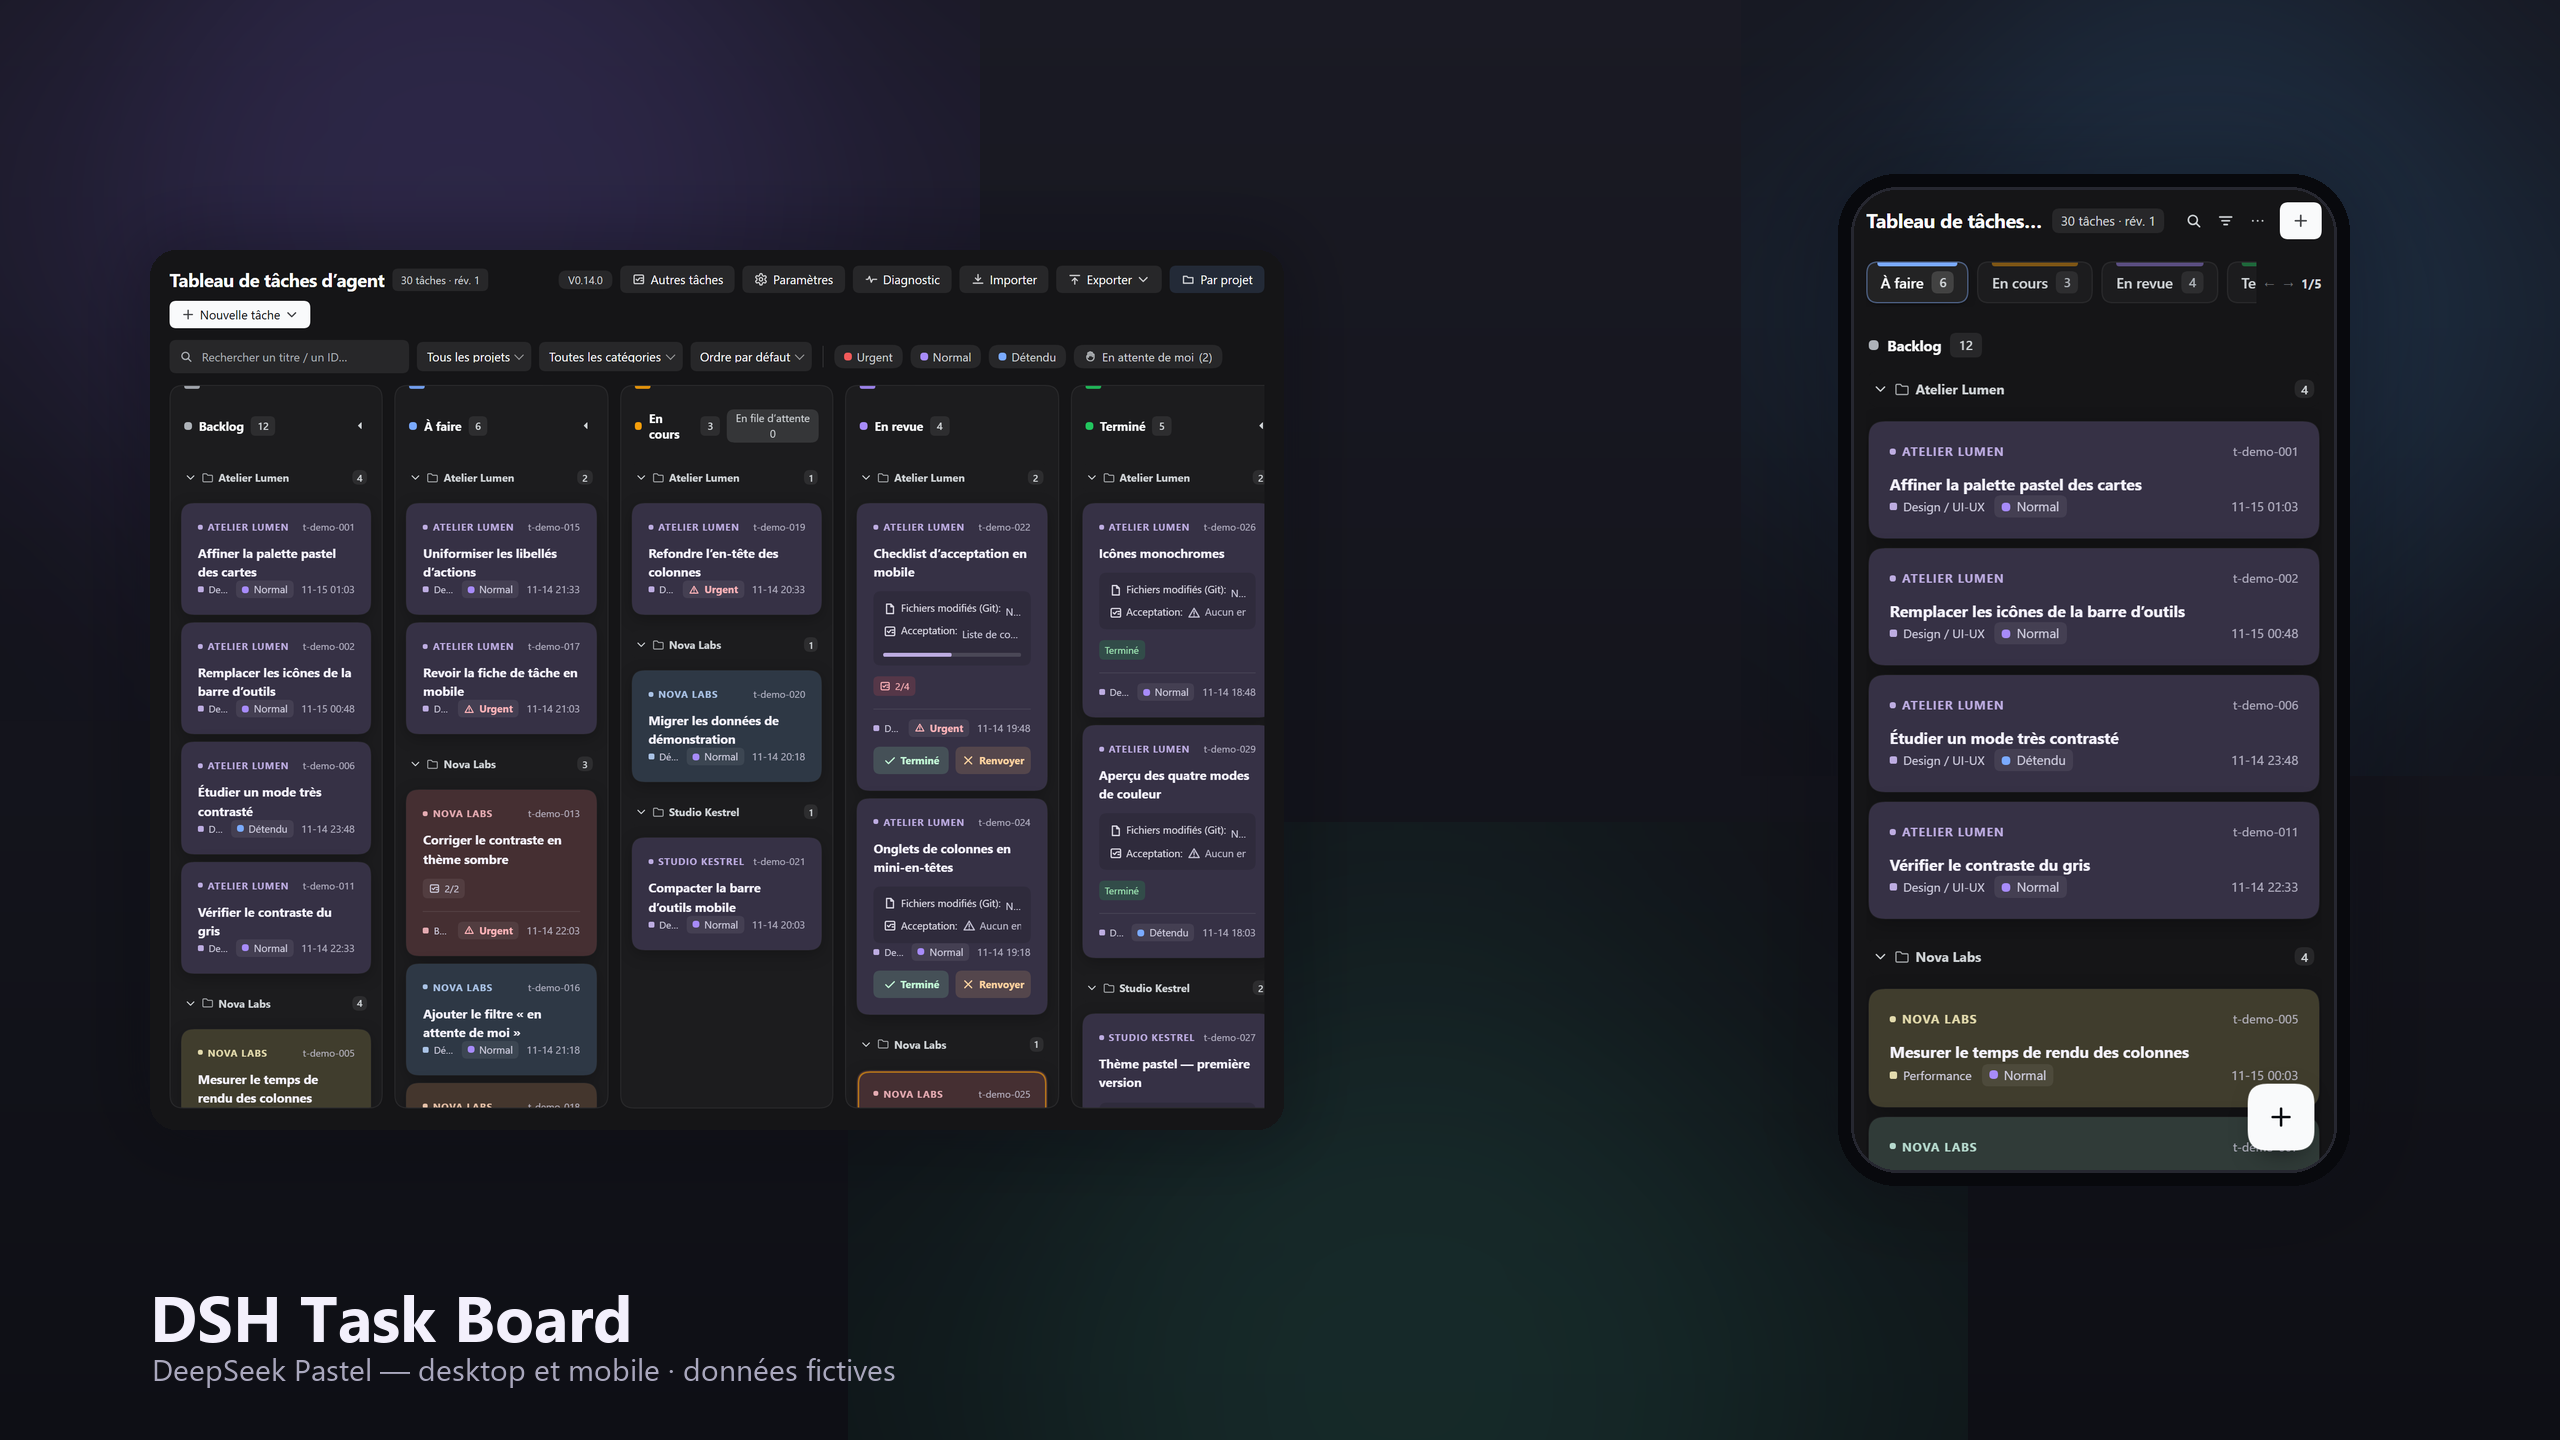 Tableau de tâches d’agent
30 tâches · rév. 1
V0.14.0
Autres tâches
Paramètres
Diagnostic
Importer
Exporter
Par projet
Nouvelle tâche
Rechercher un titre / un ID...
Tous les projets
Toutes les catégories
Ordre par défaut
Urgent
Normal
Détendu
En attente de moi (2)
Backlog 12
Atelier Lumen 4
ATELIER LUMEN t-demo-001
Affiner la palette pastel
des cartes
De... Normal 11-15 01:03
ATELIER LUMEN t-demo-002
Remplacer les icônes de la
barre d’outils
De... Normal 11-15 00:48
ATELIER LUMEN t-demo-006
Étudier un mode très
contrasté
D... Détendu 11-14 23:48
ATELIER LUMEN t-demo-011
Vérifier le contraste du
gris
De... Normal 11-14 22:33
Nova Labs 4
NOVA LABS t-demo-005
Mesurer le temps de
rendu des colonnes
À faire 6
Atelier Lumen 2
ATELIER LUMEN t-demo-015
Uniformiser les libellés
d’actions
De... Normal 11-14 21:33
ATELIER LUMEN t-demo-017
Revoir la fiche de tâche en
mobile
D... Urgent 11-14 21:03
Nova Labs 3
NOVA LABS t-demo-013
Corriger le contraste en
thème sombre
2/2
B... Urgent 11-14 22:03
NOVA LABS t-demo-016
Ajouter le filtre « en
attente de moi »
Dé... Normal 11-14 21:18
NOVA LABS t-demo-018
En
cours
3
En file d’attente
0
Atelier Lumen 1
ATELIER LUMEN t-demo-019
Refondre l’en-tête des
colonnes
D... Urgent 11-14 20:33
Nova Labs 1
NOVA LABS t-demo-020
Migrer les données de
démonstration
Dé... Normal 11-14 20:18
Studio Kestrel 1
STUDIO KESTREL t-demo-021
Compacter la barre
d’outils mobile
De... Normal 11-14 20:03
En revue 4
Atelier Lumen 2
ATELIER LUMEN t-demo-022
Checklist d’acceptation en
mobile
Fichiers modifiés (Git): N...
Acceptation: Liste de co...
2/4
D... Urgent 11-14 19:48
Terminé Renvoyer
ATELIER LUMEN t-demo-024
Onglets de colonnes en
mini-en-têtes
Fichiers modifiés (Git): N...
Acceptation: Aucun er
De... Normal 11-14 19:18
Terminé Renvoyer
Nova Labs 1
NOVA LABS t-demo-025
Terminé 5
Atelier Lumen 2
ATELIER LUMEN t-demo-026
Icônes monochromes
Fichiers modifiés (Git): N...
Acceptation: Aucun er
Terminé
De... Normal 11-14 18:48
ATELIER LUMEN t-demo-029
Aperçu des quatre modes
de couleur
Fichiers modifiés (Git): N...
Acceptation: Aucun er
Terminé
D... Détendu 11-14 18:03
Studio Kestrel 2
STUDIO KESTREL t-demo-027
Thème pastel — première
version
Tableau de tâches...
30 tâches · rév. 1
...
À faire 6
En cours 3
En revue 4
Te
← → 1/5
Backlog 12
Atelier Lumen 4
ATELIER LUMEN t-demo-001
Affiner la palette pastel des cartes
Design / UI-UX Normal 11-15 01:03
ATELIER LUMEN t-demo-002
Remplacer les icônes de la barre d’outils
Design / UI-UX Normal 11-15 00:48
ATELIER LUMEN t-demo-006
Étudier un mode très contrasté
Design / UI-UX Détendu 11-14 23:48
ATELIER LUMEN t-demo-011
Vérifier le contraste du gris
Design / UI-UX Normal 11-14 22:33
Nova Labs 4
NOVA LABS t-demo-005
Mesurer le temps de rendu des colonnes
Performance Normal 11-15 00:03
NOVA LABS
DSH Task Board
DeepSeek Pastel — desktop et mobile · données fictives